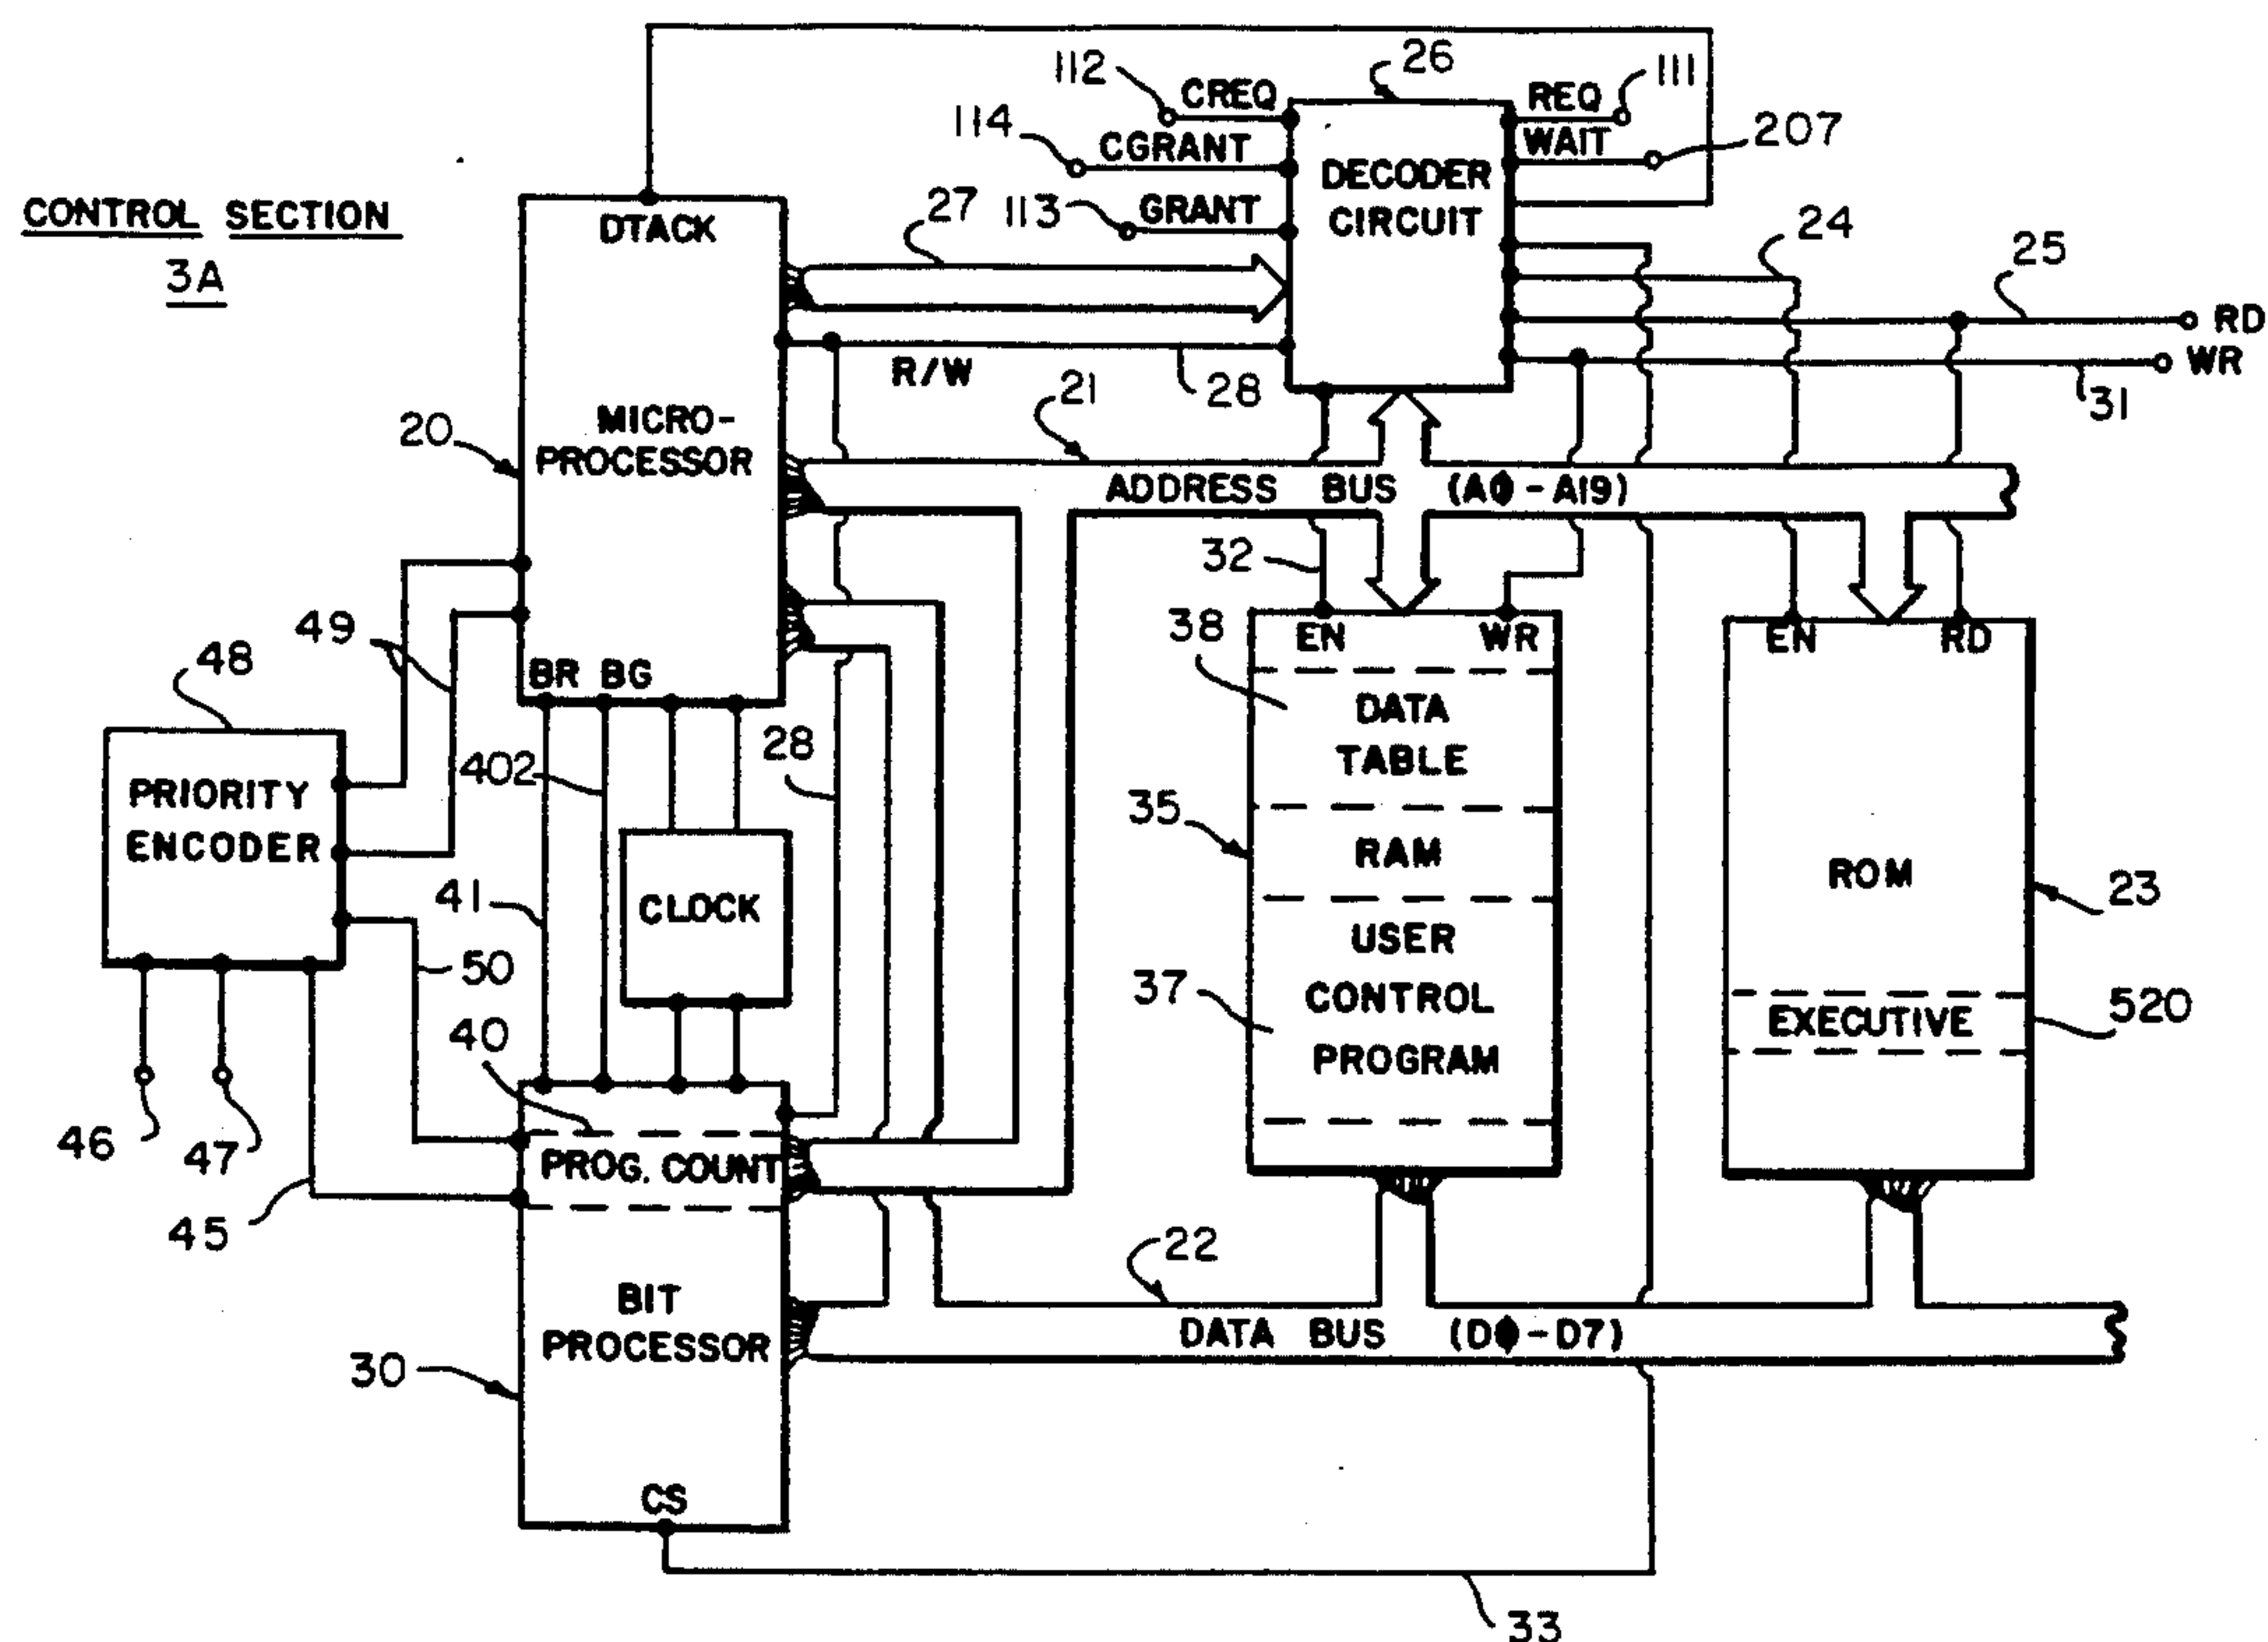 CONTROL SECTION
3A
112
CREQ
26
REQ
111
114
CGRANT
WAIT
207
DECODER
CIRCUIT
27
113
GRANT
24
25
DTACK
RD
WR
R/W
28
21
31
20
MICRO-
PROCESSOR
ADDRESS BUS (AΦ-A19)
32
49
48
BR BG
38
EN
WR
EN
RD
DATA
TABLE
402
28
PRIORITY
ENCODER
35
RAM
ROM
23
41
CLOCK
USER
CONTROL
PROGRAM
50
37
520
EXECUTIVE
40
46
47
PROG. COUNT
45
22
BIT
PROCESSOR
DATA BUS (DΦ-D7)
30
CS
33